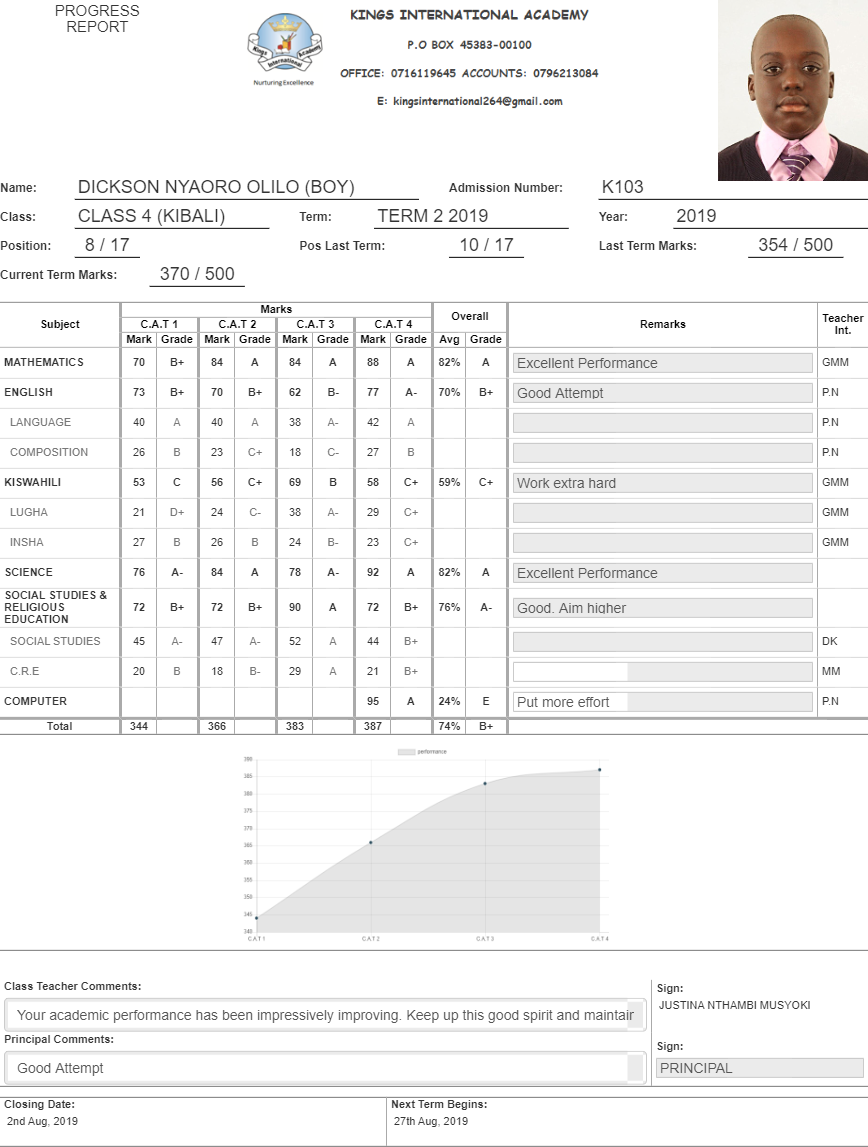 PROGRESS
REPORT
KINGS INTERNATIONAL ACADEMY
P.O BOX 45383-00100
OFFICE: 0716119645 ACCOUNTS: 0796213084
E: kingsinternational264@gmail.com
Kings International Academy
Nurturing Excellence
Name: DICKSON NYAORO OLILO (BOY) Admission Number: K103
Class: CLASS 4 (KIBALI) Term: TERM 2 2019 Year: 2019
Position: 8 / 17 Pos Last Term: 10 / 17 Last Term Marks: 354 / 500
Current Term Marks: 370 / 500
Subject Marks Overall Remarks Teacher Int.
C.A.T 1 C.A.T 2 C.A.T 3 C.A.T 4
Mark Grade Mark Grade Mark Grade Mark Grade Avg Grade
MATHEMATICS 70 B+ 84 A 84 A 88 A 82% A Excellent Performance GMM
ENGLISH 73 B+ 70 B+ 62 B- 77 A- 70% B+ Good Attempt P.N
LANGUAGE 40 A 40 A 38 A- 42 A P.N
COMPOSITION 26 B 23 C+ 18 C- 27 B P.N
KISWAHILI 53 C 56 C+ 69 B 58 C+ 59% C+ Work extra hard GMM
LUGHA 21 D+ 24 C- 38 A- 29 C+ GMM
INSHA 27 B 26 B 24 B- 23 C+ GMM
SCIENCE 76 A- 84 A 78 A- 92 A 82% A Excellent Performance
SOCIAL STUDIES &
RELIGIOUS
EDUCATION 72 B+ 72 B+ 90 A 72 B+ 76% A- Good. Aim higher
SOCIAL STUDIES 45 A- 47 A- 52 A 44 B+ DK
C.R.E 20 B 18 B- 29 A 21 B+ MM
COMPUTER 95 A 24% E Put more effort P.N
Total 344 366 383 387 74% B+
performance
390
385
380
375
370
365
360
355
350
345
340
C.A.T 1 C.A.T 2 C.A.T 3 C.A.T 4
Class Teacher Comments:
Your academic performance has been impressively improving. Keep up this good spirit and maintair
Sign:
JUSTINA NTHAMBI MUSYOKI
Principal Comments:
Good Attempt
Sign:
PRINCIPAL
Closing Date: Next Term Begins:
2nd Aug, 2019 27th Aug, 2019